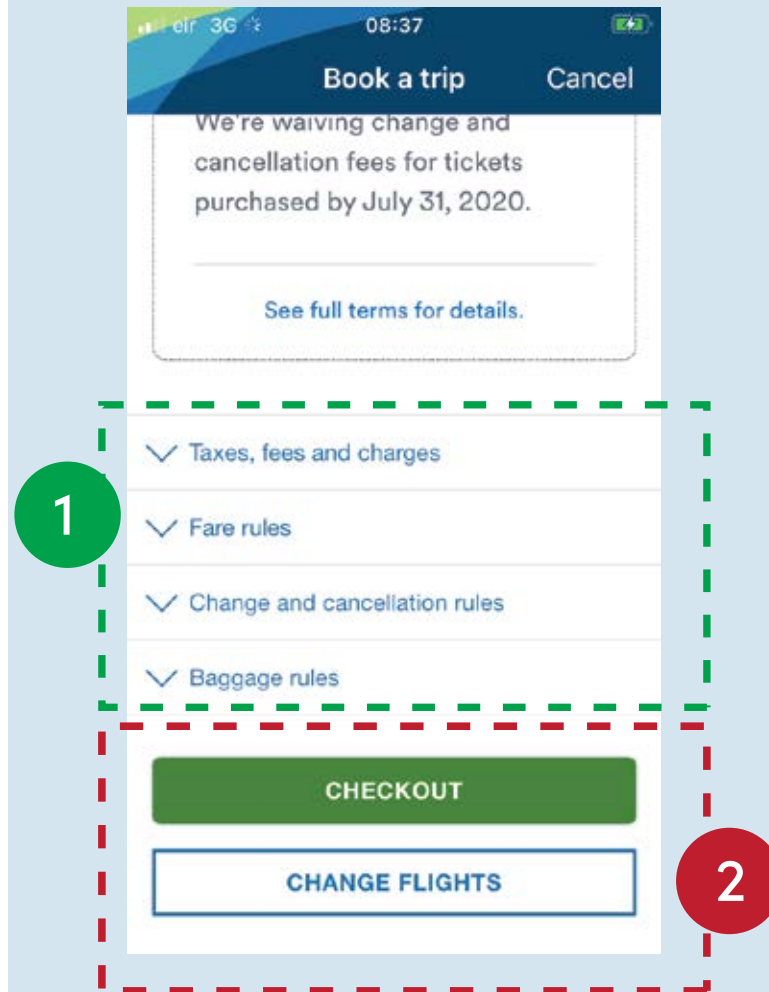 eir 3G 08:37
Book a trip Cancel
We're waiving change and
cancellation fees for tickets
purchased by July 31, 2020.
See full terms for details.
Taxes, fees and charges
1
Fare rules
Change and cancellation rules
Baggage rules
CHECKOUT
CHANGE FLIGHTS
2